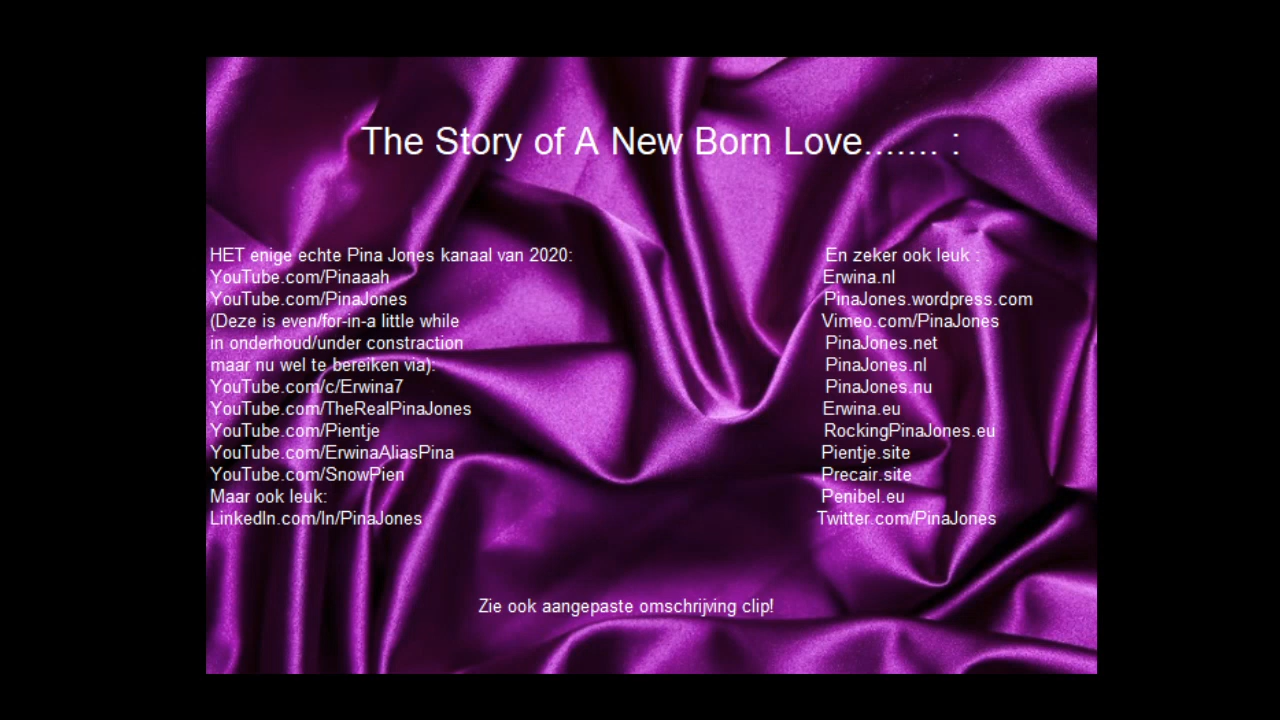 The Story of A New Born Love....... :
HET enige echte Pina Jones kanaal van 2020:
YouTube.com/Pinaaah
YouTube.com/PinaJones
(Deze is even/for-in-a little while
in onderhoud/under constraction
maar nu wel te bereiken via):
YouTube.com/c/Erwina7
YouTube.com/TheRealPinaJones
YouTube.com/Pientje
YouTube.com/ErwinaAliasPina
YouTube.com/SnowPien
Maar ook leuk:
LinkedIn.com/In/PinaJones
En zeker ook leuk :
Erwina.nl
PinaJones.wordpress.com
Vimeo.com/PinaJones
PinaJones.net
PinaJones.nl
PinaJones.nu
Erwina.eu
RockingPinaJones.eu
Pientje.site
Precair.site
Penibel.eu
Twitter.com/PinaJones
Zie ook aangepaste omschrijving clip!